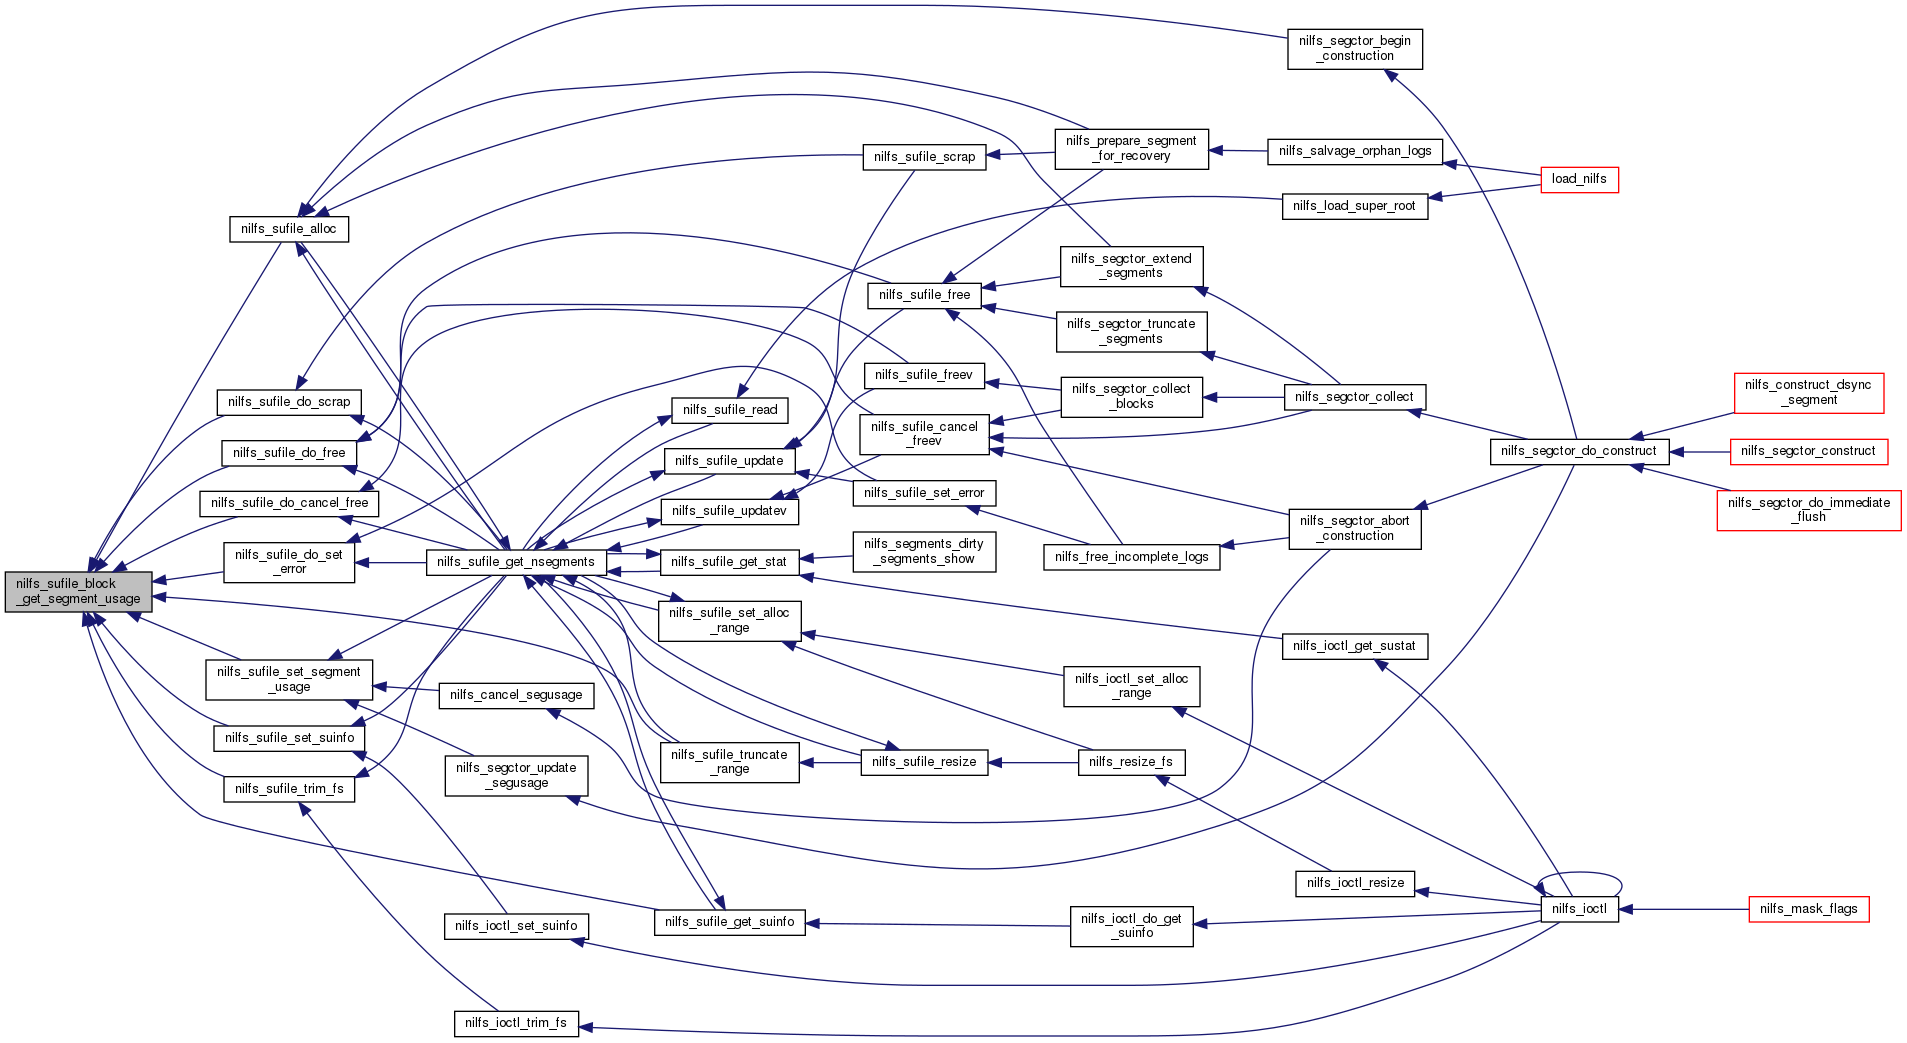 nilfs_sufile_block
_get_segment_usage
nilfs_sufile_alloc
nilfs_sufile_do_scrap
nilfs_sufile_do_free
nilfs_sufile_do_cancel_free
nilfs_sufile_do_set
_error
nilfs_sufile_set_segment
_usage
nilfs_sufile_set_suinfo
nilfs_sufile_trim_fs
nilfs_sufile_get_nsegments
nilfs_cancel_segusage
nilfs_segctor_update
_segusage
nilfs_ioctl_set_suinfo
nilfs_ioctl_trim_fs
nilfs_sufile_read
nilfs_sufile_update
nilfs_sufile_updatev
nilfs_sufile_get_stat
nilfs_sufile_set_alloc
_range
nilfs_sufile_truncate
_range
nilfs_sufile_get_suinfo
nilfs_sufile_scrap
nilfs_sufile_free
nilfs_sufile_freev
nilfs_sufile_cancel
_freev
nilfs_sufile_set_error
nilfs_segments_dirty
_segments_show
nilfs_sufile_resize
nilfs_prepare_segment
_for_recovery
nilfs_segctor_extend
_segments
nilfs_segctor_truncate
_segments
nilfs_segctor_collect
_blocks
nilfs_free_incomplete_logs
nilfs_ioctl_set_alloc
_range
nilfs_resize_fs
nilfs_ioctl_do_get
_suinfo
nilfs_segctor_begin
_construction
nilfs_salvage_orphan_logs
nilfs_load_super_root
nilfs_segctor_collect
nilfs_segctor_abort
_construction
nilfs_ioctl_get_sustat
nilfs_ioctl_resize
load_nilfs
nilfs_segctor_do_construct
nilfs_ioctl
nilfs_construct_dsync
_segment
nilfs_segctor_construct
nilfs_segctor_do_immediate
_flush
nilfs_mask_flags